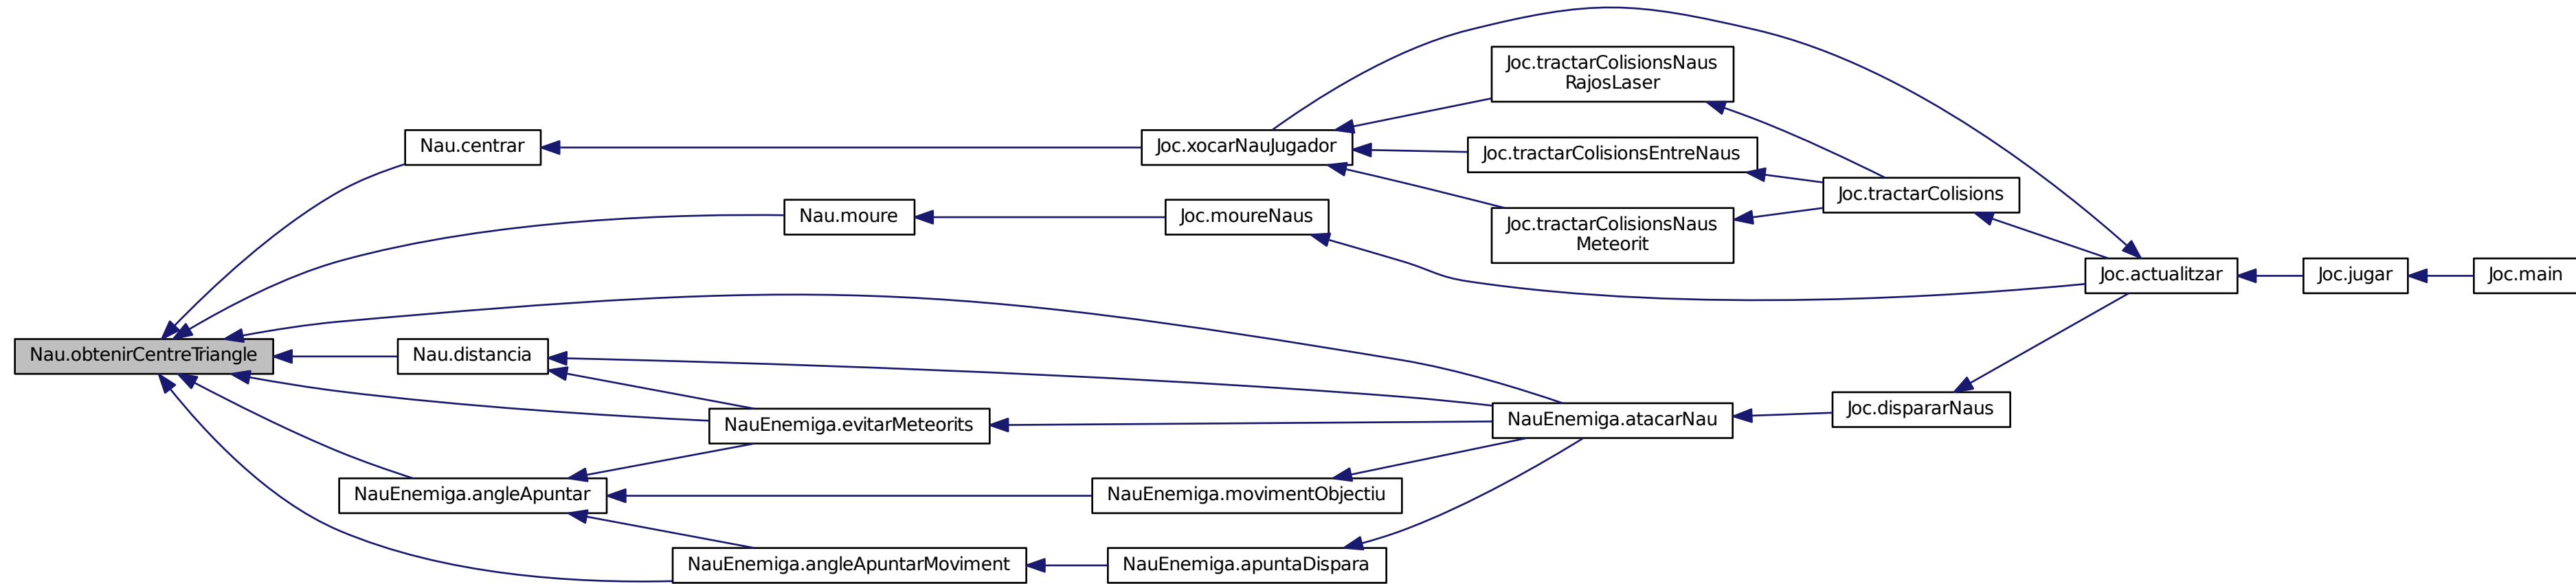 Joc.tractarColisionsNaus
RajosLaser
Nau.centrar
Joc.xocarNauJugador
Joc.tractarColisionsEntreNaus
Joc.tractarColisions
Nau.moure
Joc.moureNaus
Joc.tractarColisionsNaus
Meteorit
Joc.actualitzar
Joc.jugar
Joc.main
Nau.obtenirCentreTriangle
Nau.distancia
Joc.dispararNaus
NauEnemiga.evitarMeteorits
NauEnemiga.atacarNau
NauEnemiga.angleApuntar
NauEnemiga.movimentObjectiu
NauEnemiga.angleApuntarMoviment
NauEnemiga.apuntaDispara